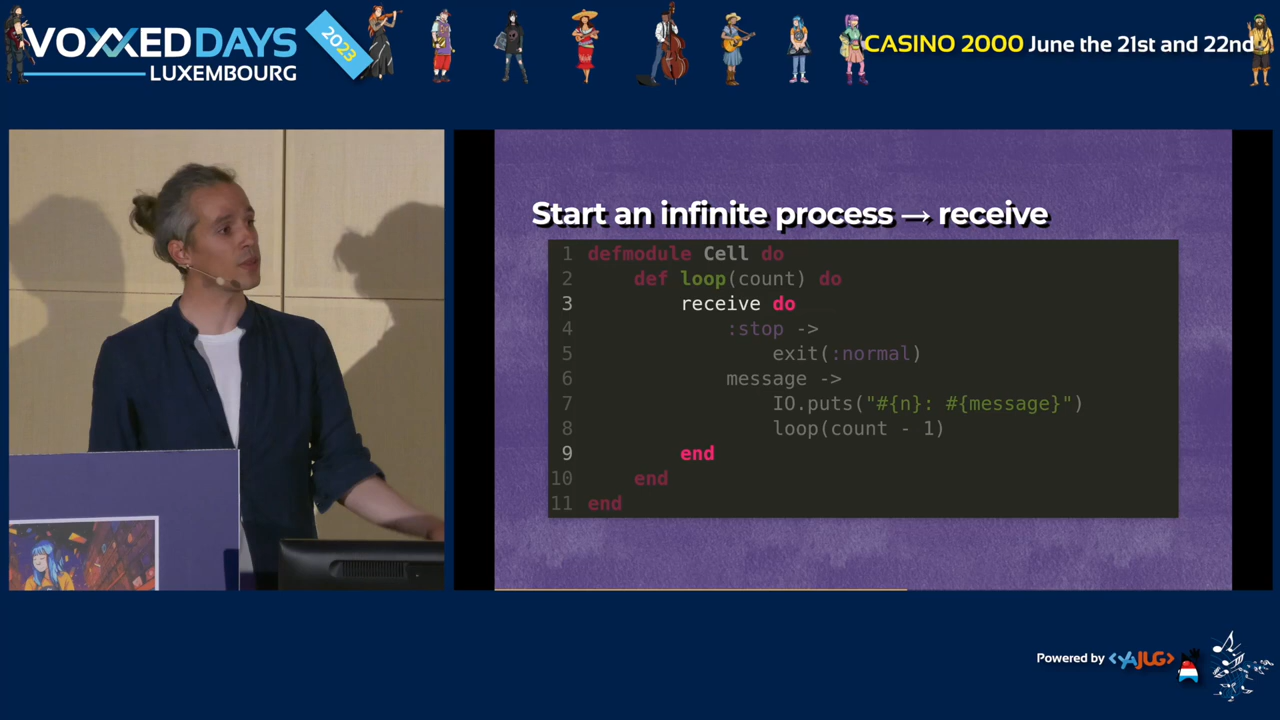 VOXXED DAYS
LUXEMBOURG
2023
CASINO 2000 June the 21st and 22nd
Start an infinite process → receive
1 defmodule Cell do
2 def loop(count) do
3 receive do
4 :stop ->
5 exit(:normal)
6 message ->
7 IO.puts("#{n}: #{message}")
8 loop(count - 1)
9 end
10 end
11 end
Powered by <YAJUG>